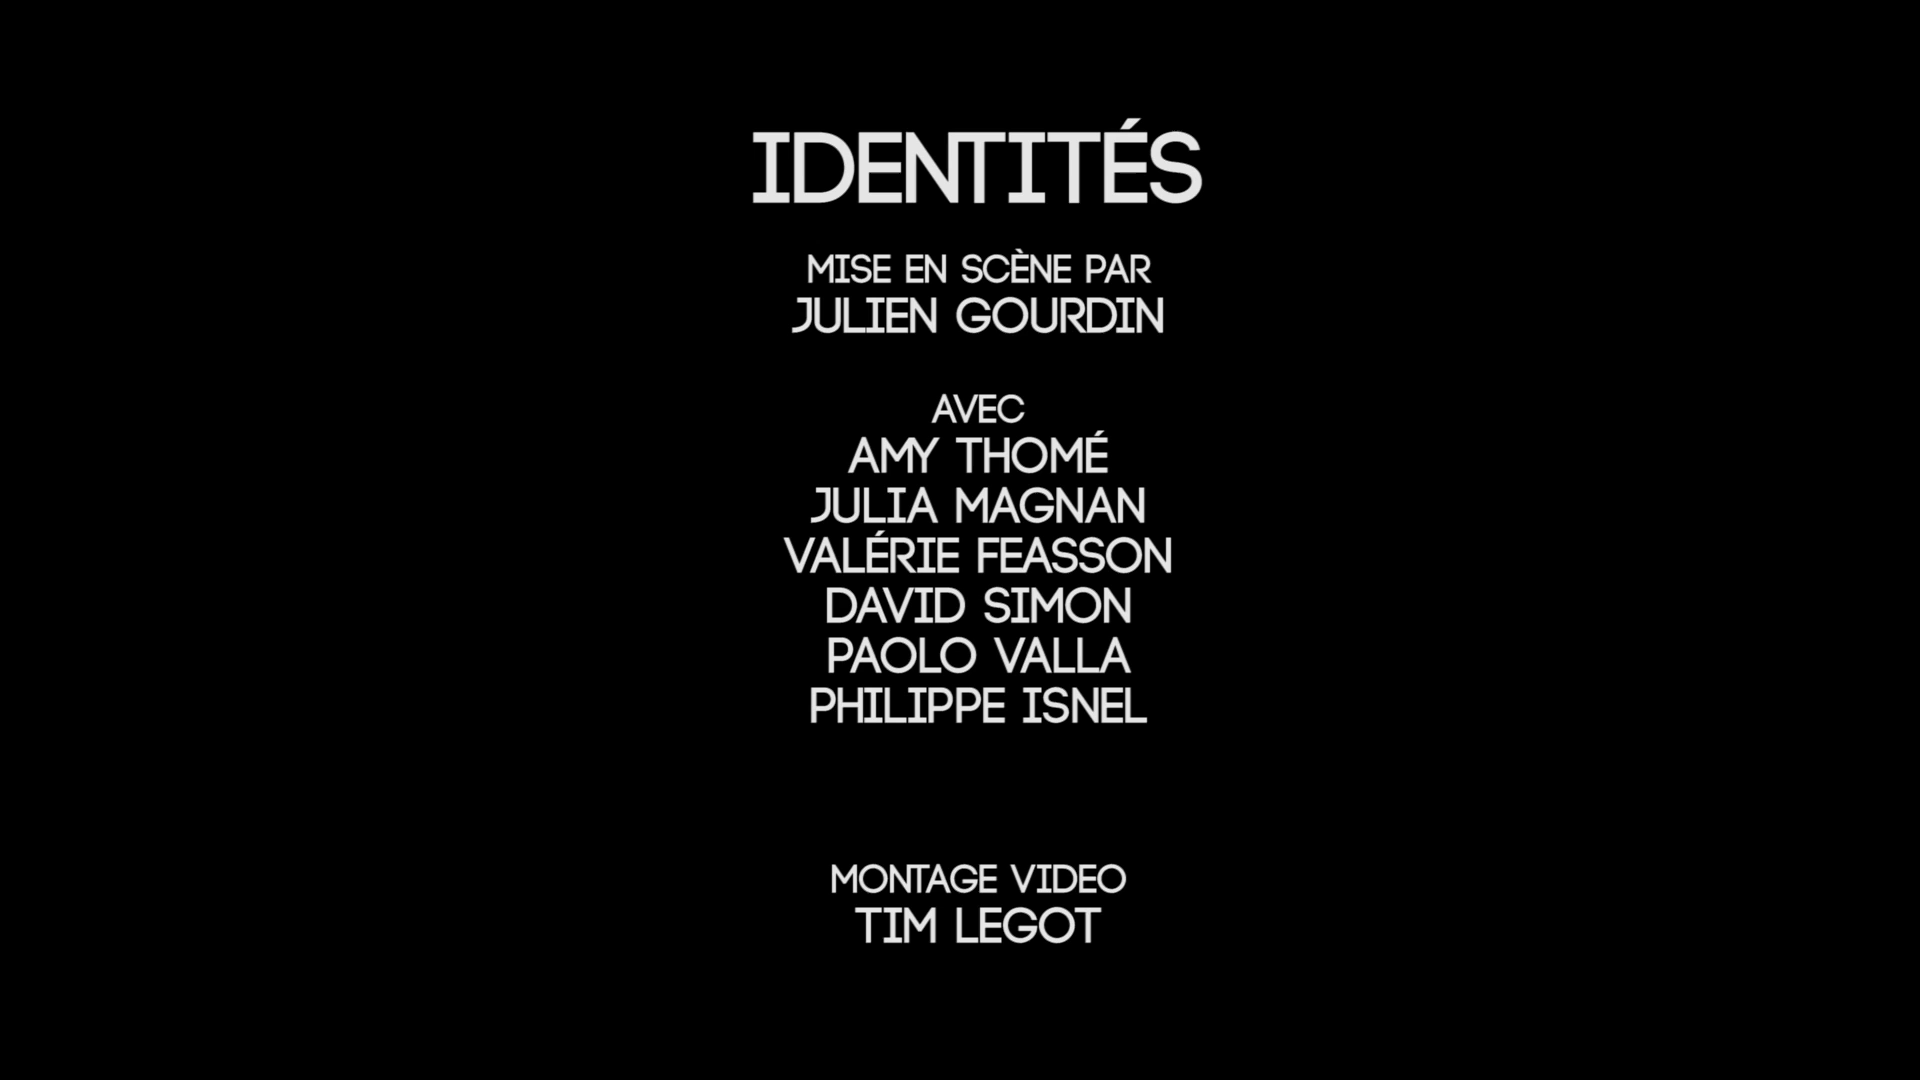 IDENTITÉS
MISE EN SCÈNE PAR
JULIEN GOURDIN
AVEC
AMY THOMÉ
JULIA MAGNAN
VALÉRIE FEASSON
DAVID SIMON
PAOLO VALLA
PHILIPPE ISNEL
MONTAGE VIDEO
TIM LEGOT